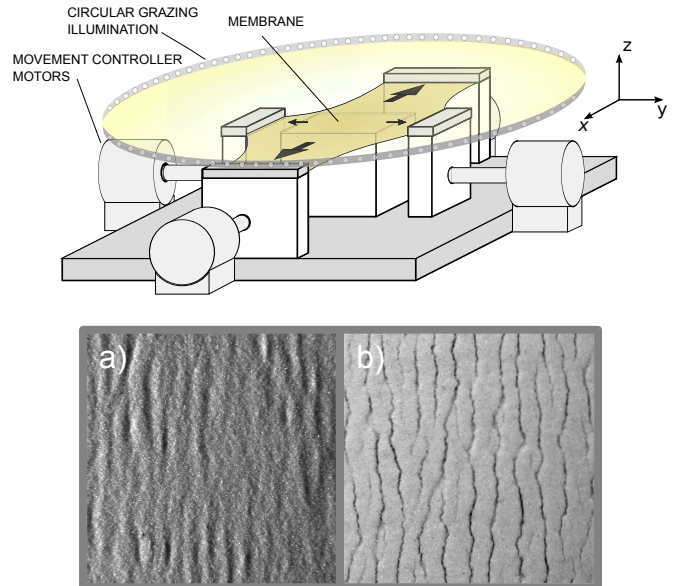 CIRCULAR GRAZING
ILLUMINATION
MEMBRANE
MOVEMENT CONTROLLER
MOTORS
z
y
x
a)
b)